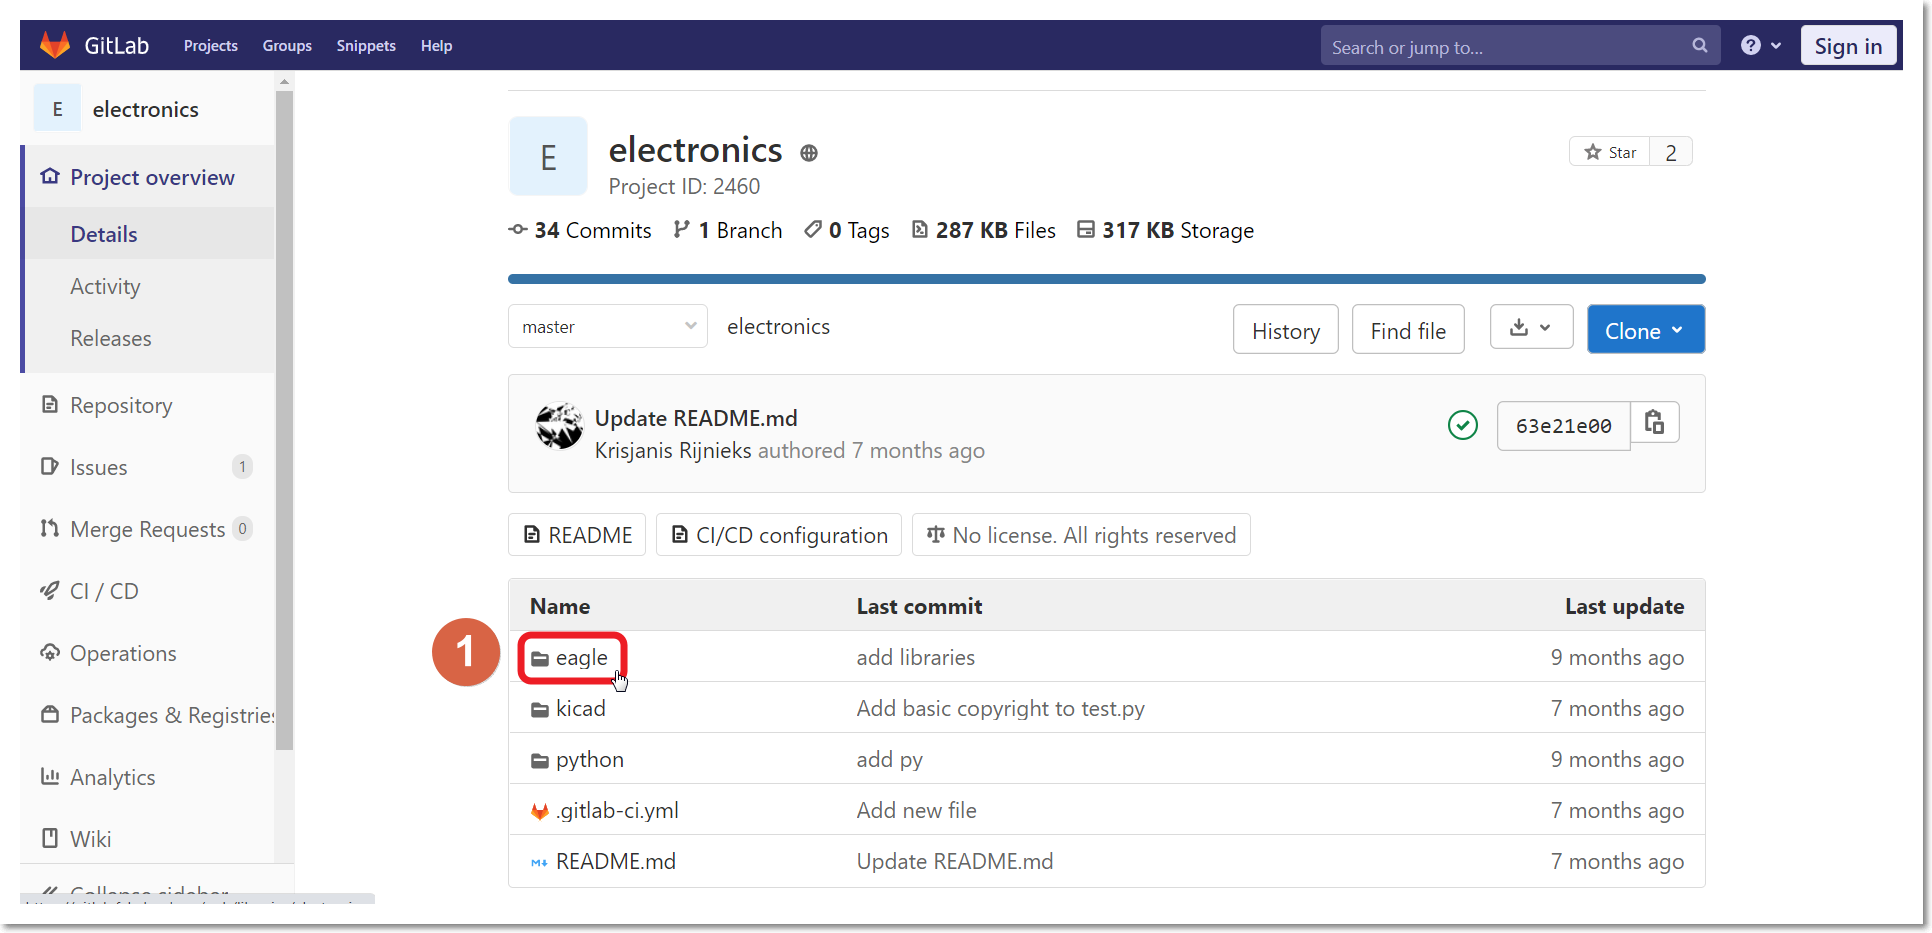 GitLab Projects Groups Snippets Help Search or jump to... Sign in
E electronics
Project overview
Details
Activity
Releases
Repository
Issues 1
Merge Requests 0
CI / CD
Operations
Packages & Registries
Analytics
Wiki
Collapse sidebar
E
electronics
Project ID: 2460
Star 2
34 Commits 1 Branch 0 Tags 287 KB Files 317 KB Storage
master electronics History Find file Clone
Update README.md
Krisjanis Rijnieks authored 7 months ago
63e21e00
README CI/CD configuration No license. All rights reserved
Name Last commit Last update
1
eagle add libraries 9 months ago
kicad Add basic copyright to test.py 7 months ago
python add py 9 months ago
.gitlab-ci.yml Add new file 7 months ago
README.md Update README.md 7 months ago